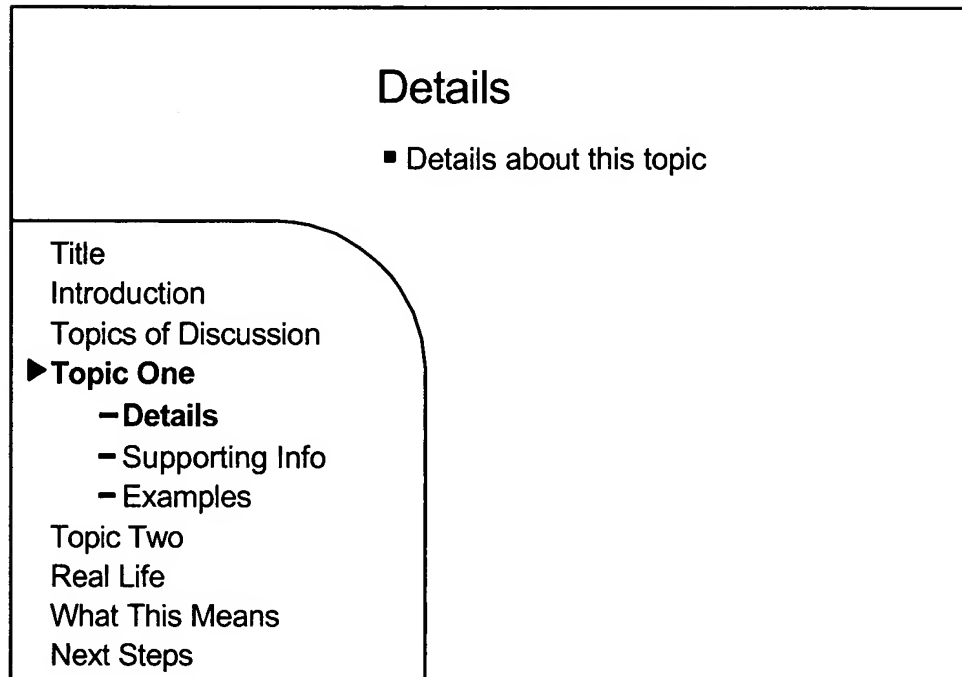 Details
▪ Details about this topic
Title
Introduction
Topics of Discussion
▶Topic One
– Details
– Supporting Info
– Examples
Topic Two
Real Life
What This Means
Next Steps